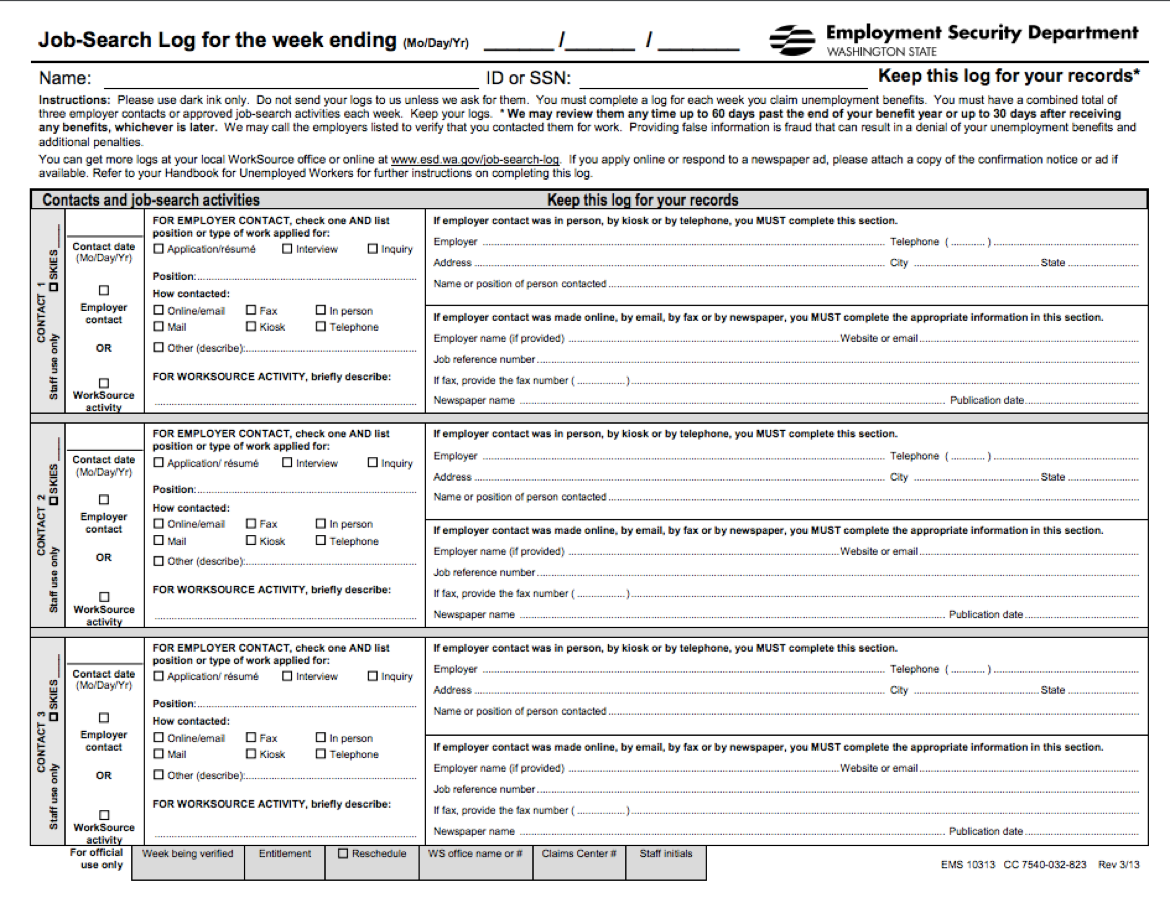 Job-Search Log for the week ending (Mo/Day/Yr) ______ /______ / _______
Employment Security Department
WASHINGTON STATE
Name: ID or SSN: Keep this log for your records*
Instructions: Please use dark ink only. Do not send your logs to us unless we ask for them. You must complete a log for each week you claim unemployment benefits. You must have a combined total of
three employer contacts or approved job-search activities each week. Keep your logs. * We may review them any time up to 60 days past the end of your benefit year or up to 30 days after receiving
any benefits, whichever is later. We may call the employers listed to verify that you contacted them for work. Providing false information is fraud that can result in a denial of your unemployment benefits and
additional penalties.
You can get more logs at your local WorkSource office or online at www.esd.wa.gov/job-search-log. If you apply online or respond to a newspaper ad, please attach a copy of the confirmation notice or ad if
available. Refer to your Handbook for Unemployed Workers for further instructions on completing this log.
Contacts and job-search activities Keep this log for your records
CONTACT 1
Staff use only SKIES
Contact date
(Mo/Day/Yr)
Employer
contact
OR
WorkSource
activity
FOR EMPLOYER CONTACT, check one AND list
position or type of work applied for:
Application/résumé Interview Inquiry
Position:
How contacted:
Online/email Fax In person
Mail Kiosk Telephone
Other (describe):
FOR WORKSOURCE ACTIVITY, briefly describe:
If employer contact was in person, by kiosk or by telephone, you MUST complete this section.
Employer Telephone ( )
Address City State
Name or position of person contacted
If employer contact was made online, by email, by fax or by newspaper, you MUST complete the appropriate information in this section.
Employer name (if provided) Website or email
Job reference number
If fax, provide the fax number ( )
Newspaper name Publication date
CONTACT 2
Staff use only SKIES
Contact date
(Mo/Day/Yr)
Employer
contact
OR
WorkSource
activity
FOR EMPLOYER CONTACT, check one AND list
position or type of work applied for:
Application/ résumé Interview Inquiry
Position:
How contacted:
Online/email Fax In person
Mail Kiosk Telephone
Other (describe):
FOR WORKSOURCE ACTIVITY, briefly describe:
If employer contact was in person, by kiosk or by telephone, you MUST complete this section.
Employer Telephone ( )
Address City State
Name or position of person contacted
If employer contact was made online, by email, by fax or by newspaper, you MUST complete the appropriate information in this section.
Employer name (if provided) Website or email
Job reference number
If fax, provide the fax number ( )
Newspaper name Publication date
CONTACT 3
Staff use only SKIES
Contact date
(Mo/Day/Yr)
Employer
contact
OR
WorkSource
activity
FOR EMPLOYER CONTACT, check one AND list
position or type of work applied for:
Application/ résumé Interview Inquiry
Position:
How contacted:
Online/email Fax In person
Mail Kiosk Telephone
Other (describe):
FOR WORKSOURCE ACTIVITY, briefly describe:
If employer contact was in person, by kiosk or by telephone, you MUST complete this section.
Employer Telephone ( )
Address City State
Name or position of person contacted
If employer contact was made online, by email, by fax or by newspaper, you MUST complete the appropriate information in this section.
Employer name (if provided) Website or email
Job reference number
If fax, provide the fax number ( )
Newspaper name Publication date
For official
use only
Week being verified Entitlement Reschedule WS office name or # Claims Center # Staff initials
EMS 10313 CC 7540-032-823 Rev 3/13